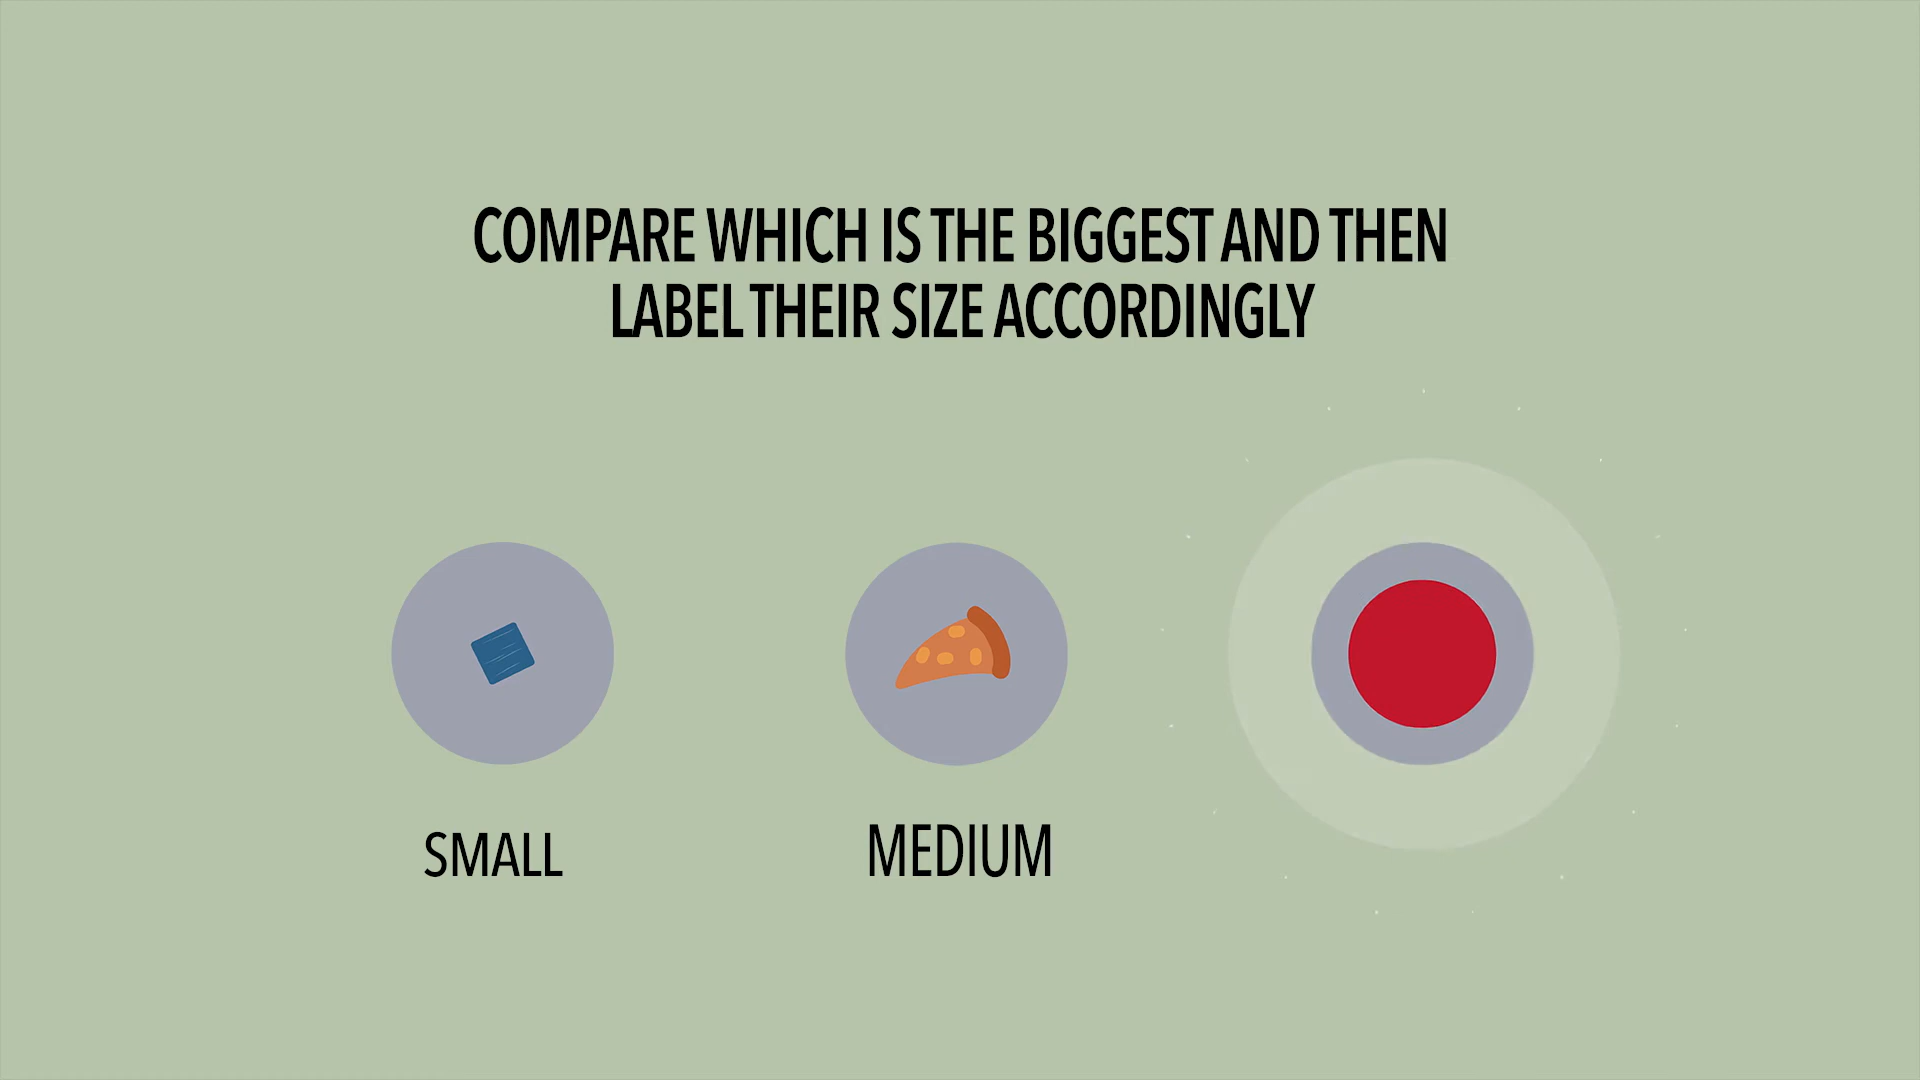 COMPARE WHICH IS THE BIGGEST AND THEN
LABEL THEIR SIZE ACCORDINGLY
SMALL
MEDIUM